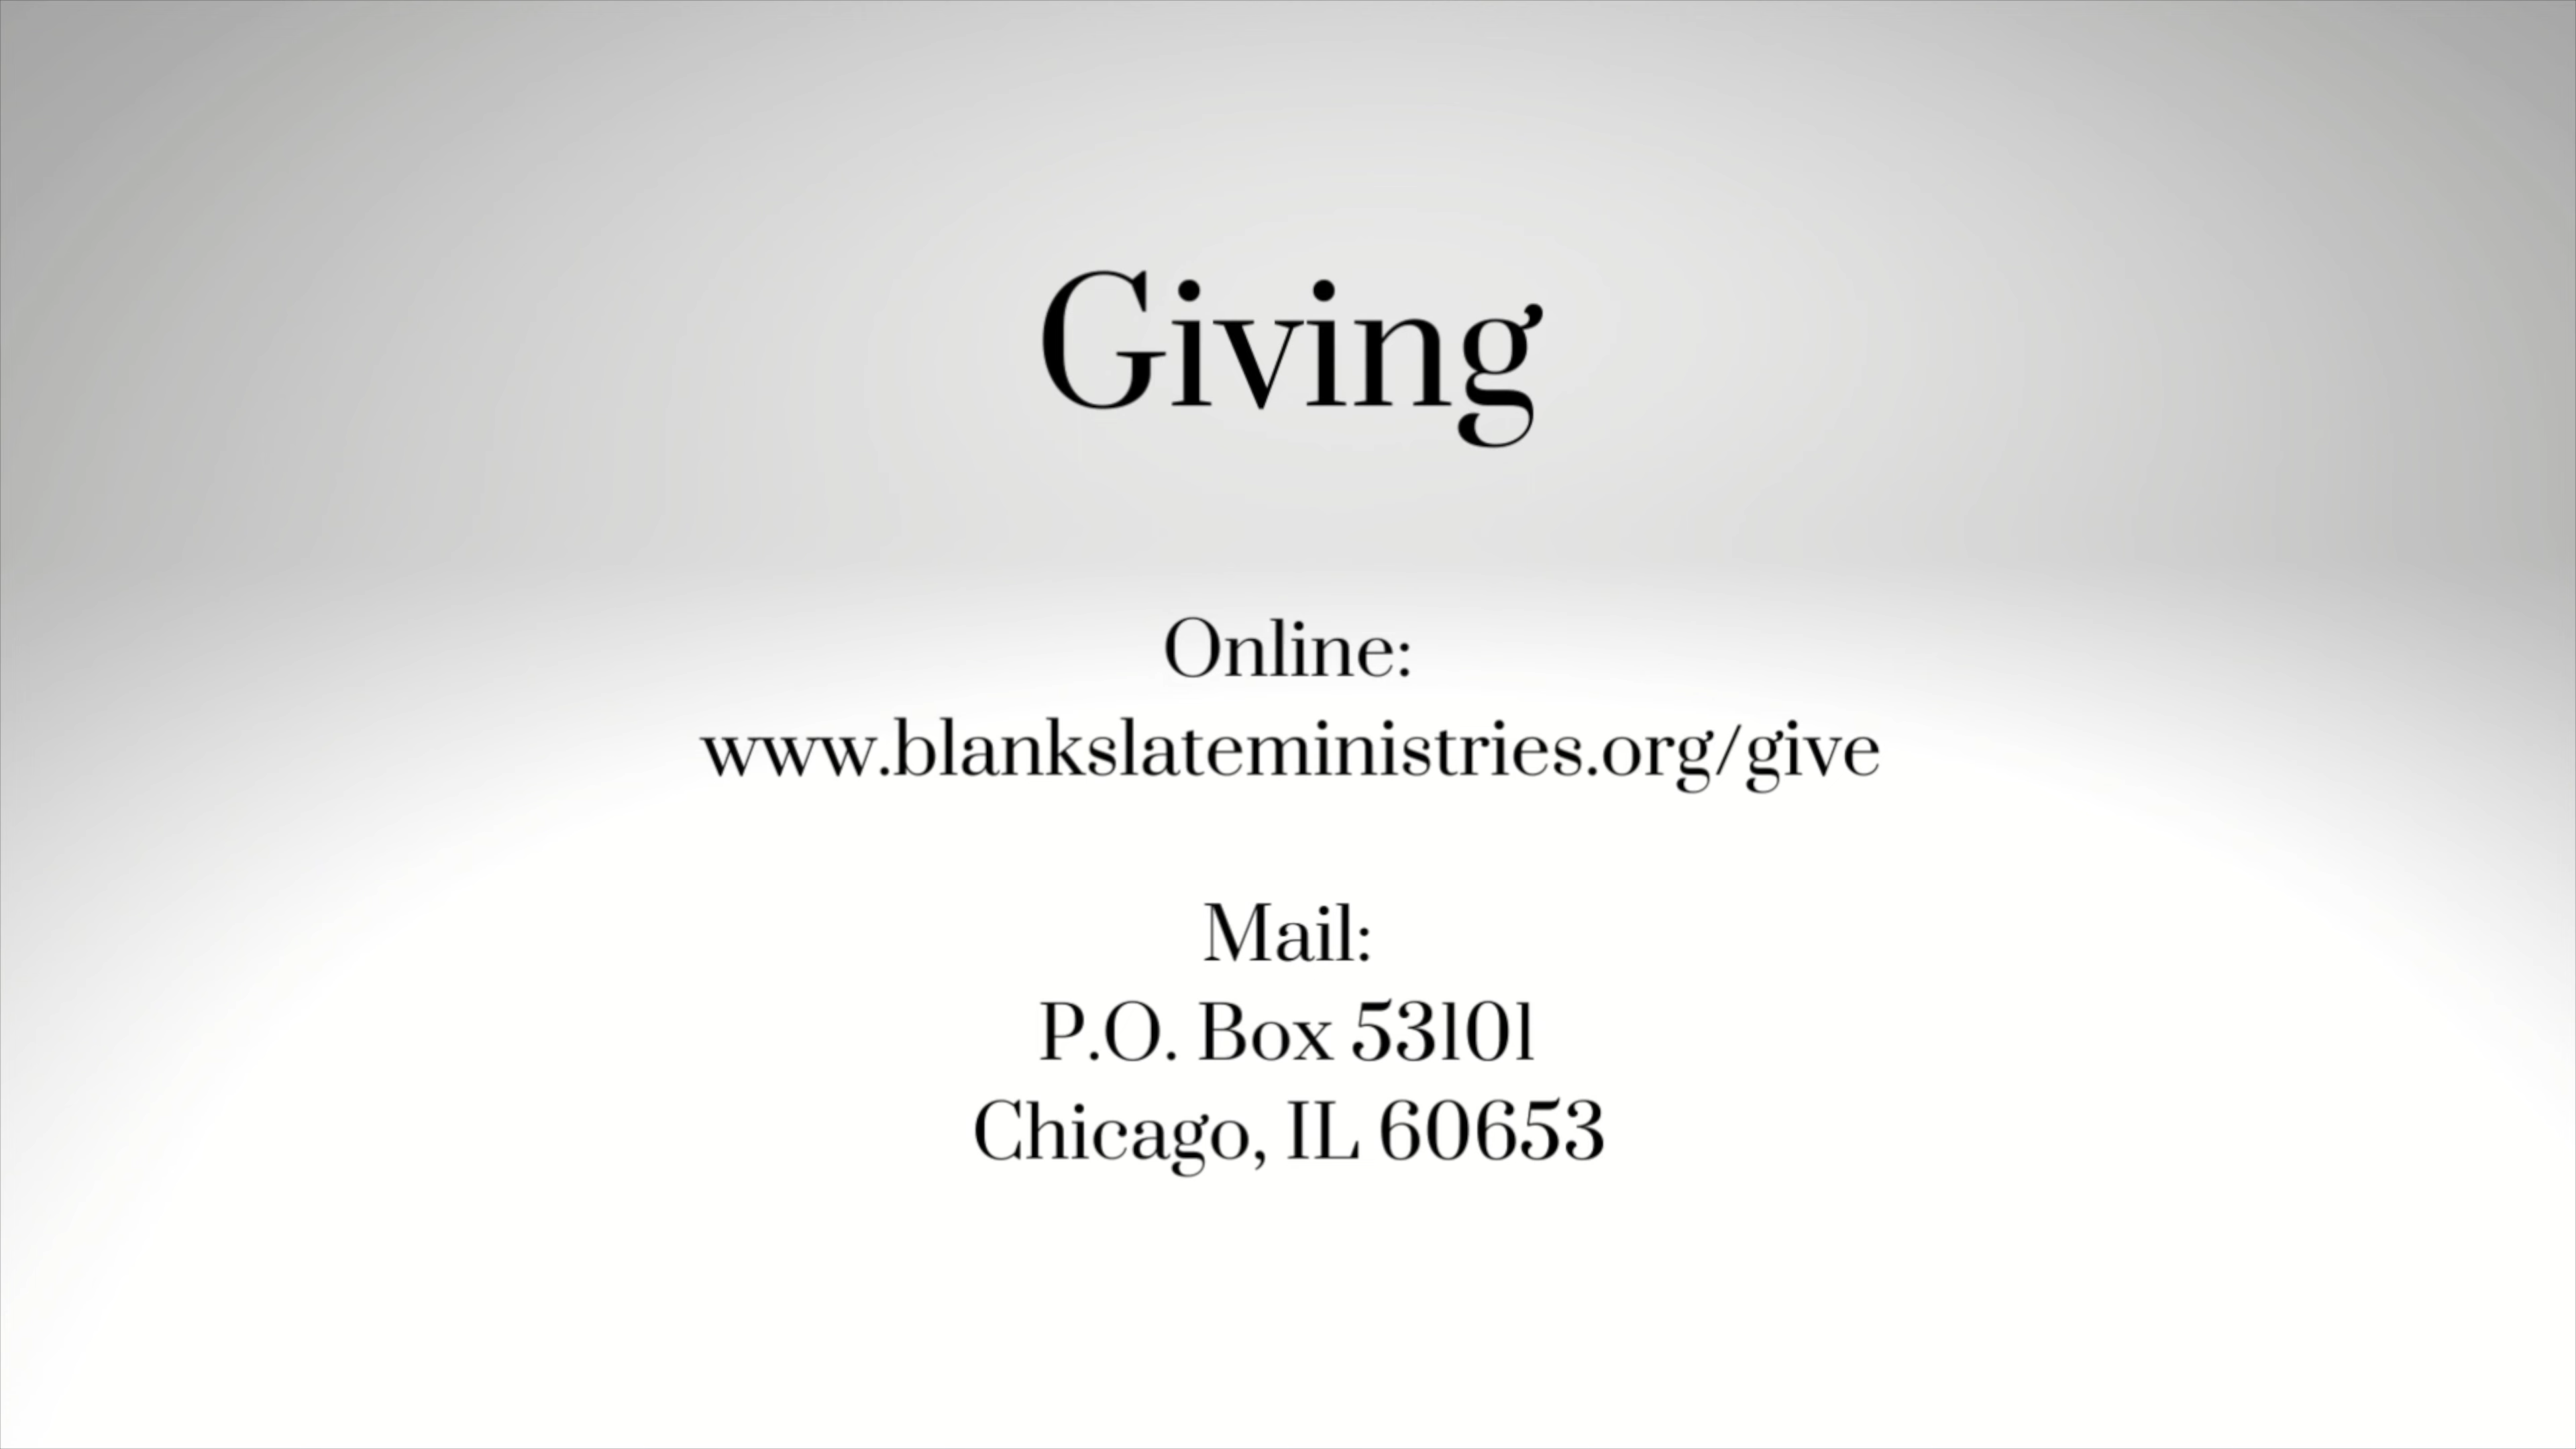 Giving
Online:
www.blankslateministries.org/give
Mail:
P.O. Box 53101
Chicago, IL 60653